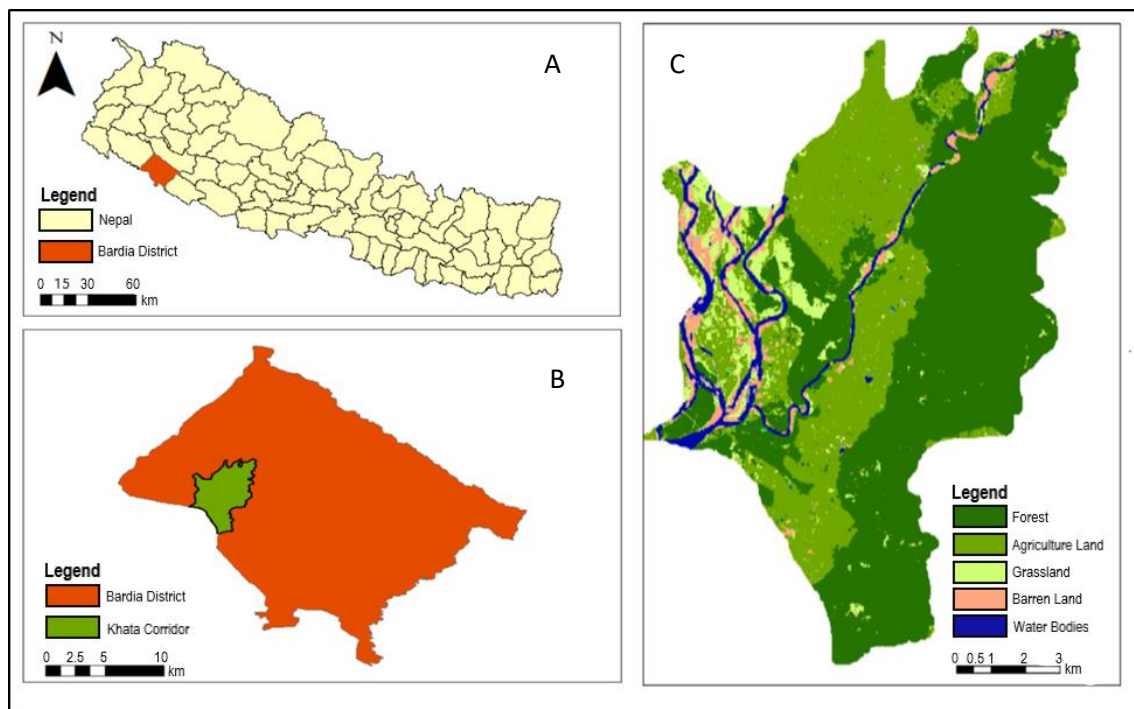 N
A
Legend
Nepal
Bardia District
0 15 30 60
km
B
Legend
Bardia District
Khata Corridor
0 2.5 5 10
km
C
Legend
Forest
Agriculture Land
Grassland
Barren Land
Water Bodies
0 0.5 1 2 3
km